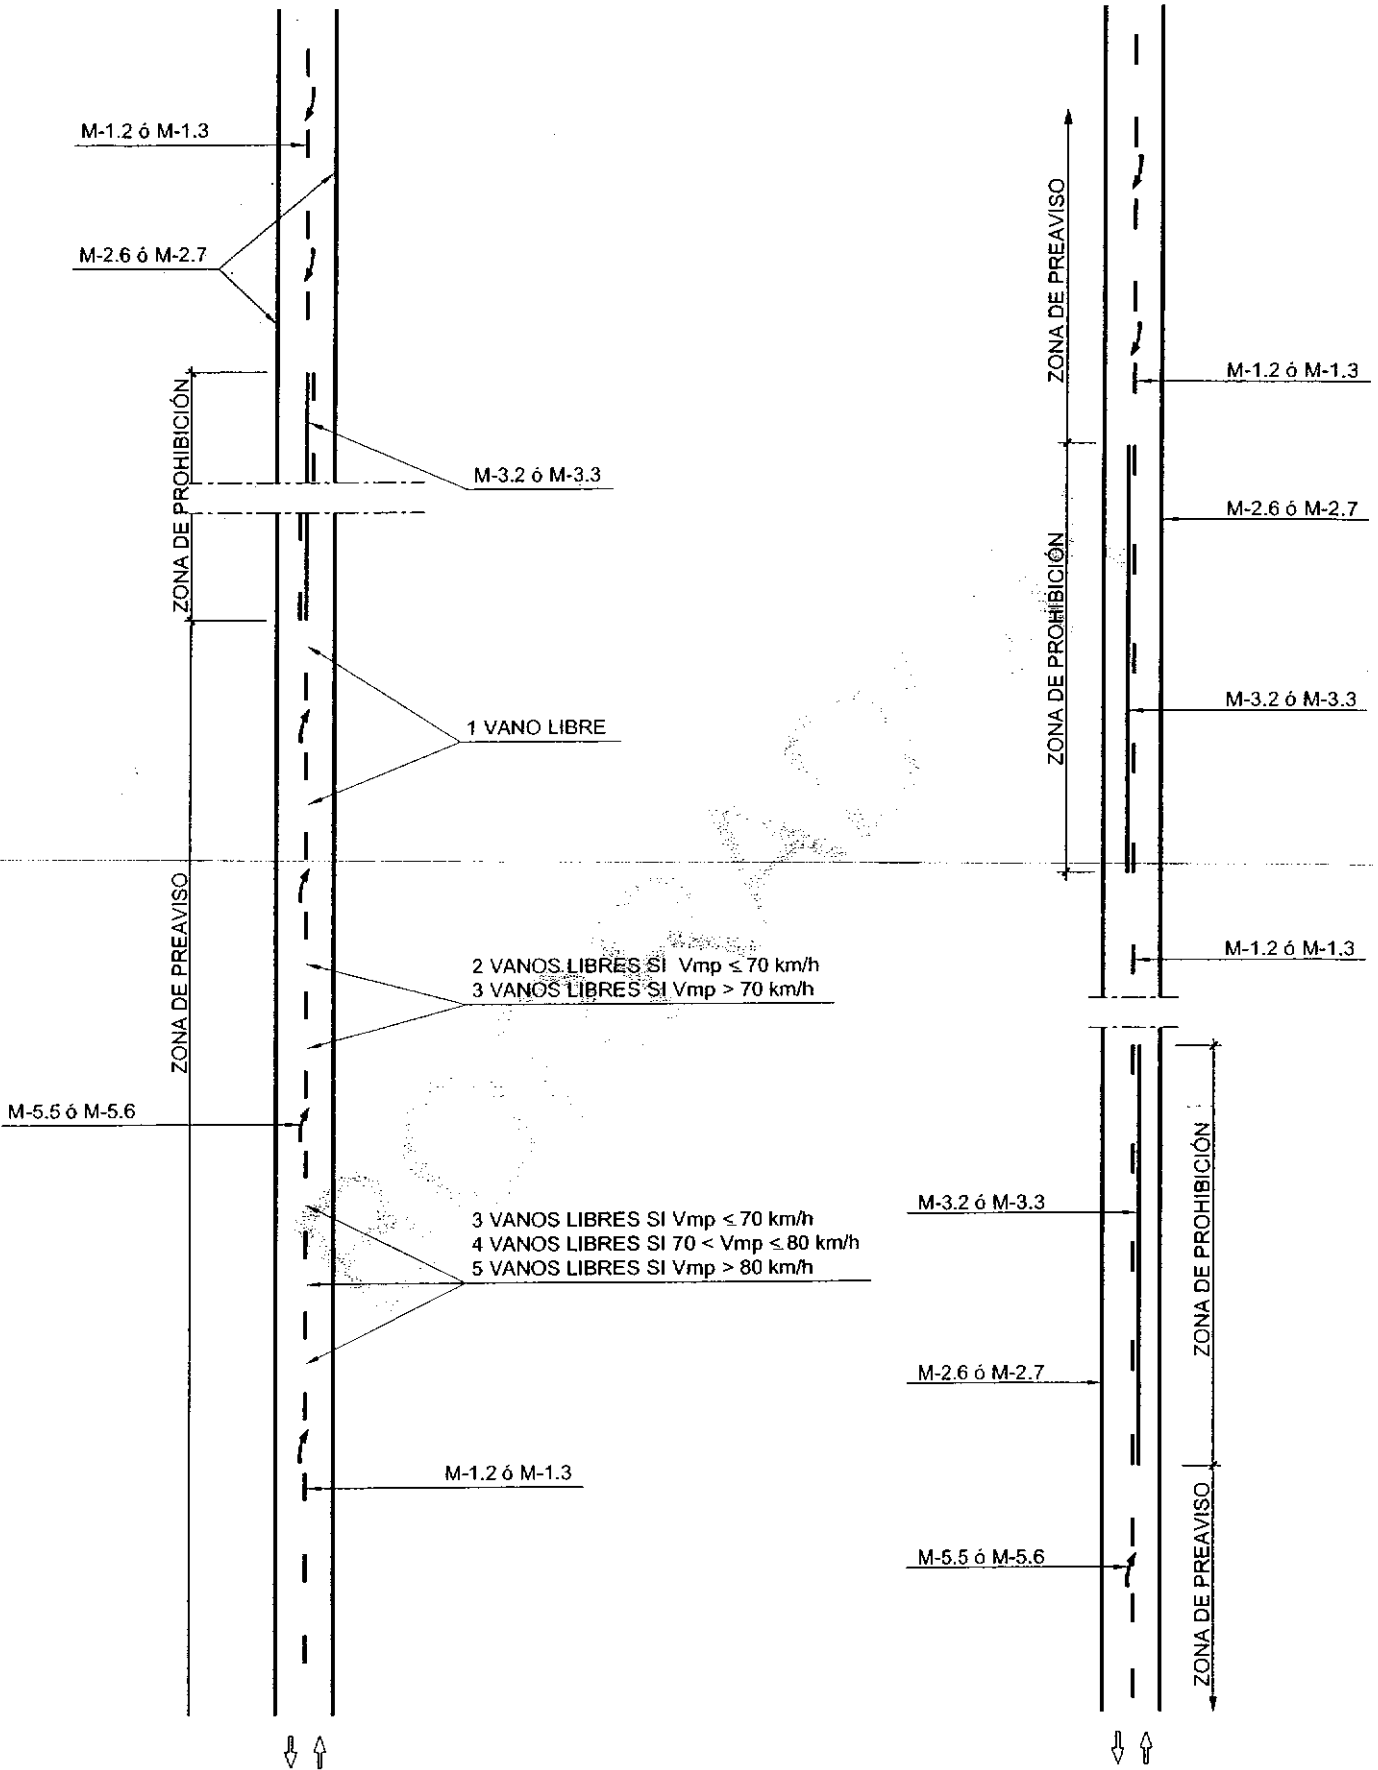 M-1.2 ó M-1.3
M-2.6 ó M-2.7
ZONA DE PROHIBICIÓN
M-3.2 ó M-3.3
1 VANO LIBRE
ZONA DE PREAVISO
2 VANOS LIBRES SI Vmp ≤ 70 km/h
3 VANOS LIBRES SI Vmp > 70 km/h
M-5.5 ó M-5.6
3 VANOS LIBRES SI Vmp ≤ 70 km/h
4 VANOS LIBRES SI 70 < Vmp ≤ 80 km/h
5 VANOS LIBRES SI Vmp > 80 km/h
M-1.2 ó M-1.3
ZONA DE PREAVISO
M-1.2 ó M-1.3
M-2.6 ó M-2.7
ZONA DE PROHIBICIÓN
M-3.2 ó M-3.3
M-1.2 ó M-1.3
M-3.2 ó M-3.3
ZONA DE PROHIBICIÓN
M-2.6 ó M-2.7
M-5.5 ó M-5.6
ZONA DE PREAVISO